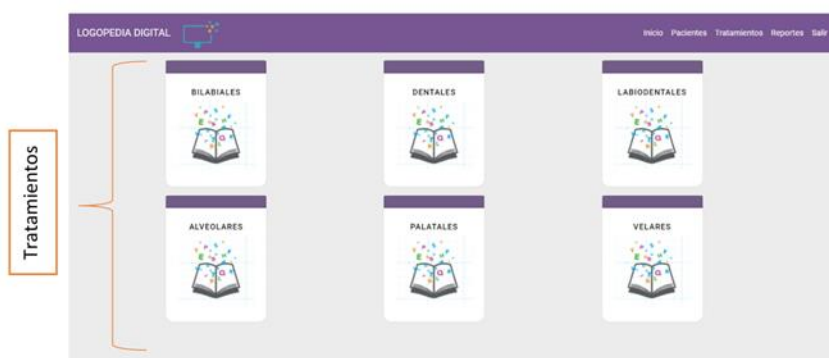 LOGOPEDIA DIGITAL
Inicio Pacientes Tratamientos Reportes Salir
Tratamientos
BILABIALES DENTALES LABIODENTALES
ALVEOLARES PALATALES VELARES